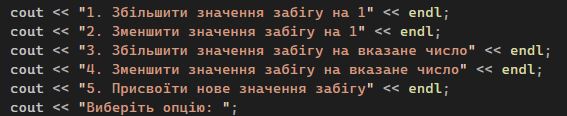 cout << "1. Збільшити значення забігу на 1" << endl;
cout << "2. Зменшити значення забігу на 1" << endl;
cout << "3. Збільшити значення забігу на вказане число" << endl;
cout << "4. Зменшити значення забігу на вказане число" << endl;
cout << "5. Присвоїти нове значення забігу" << endl;
cout << "Виберіть опцію: ";